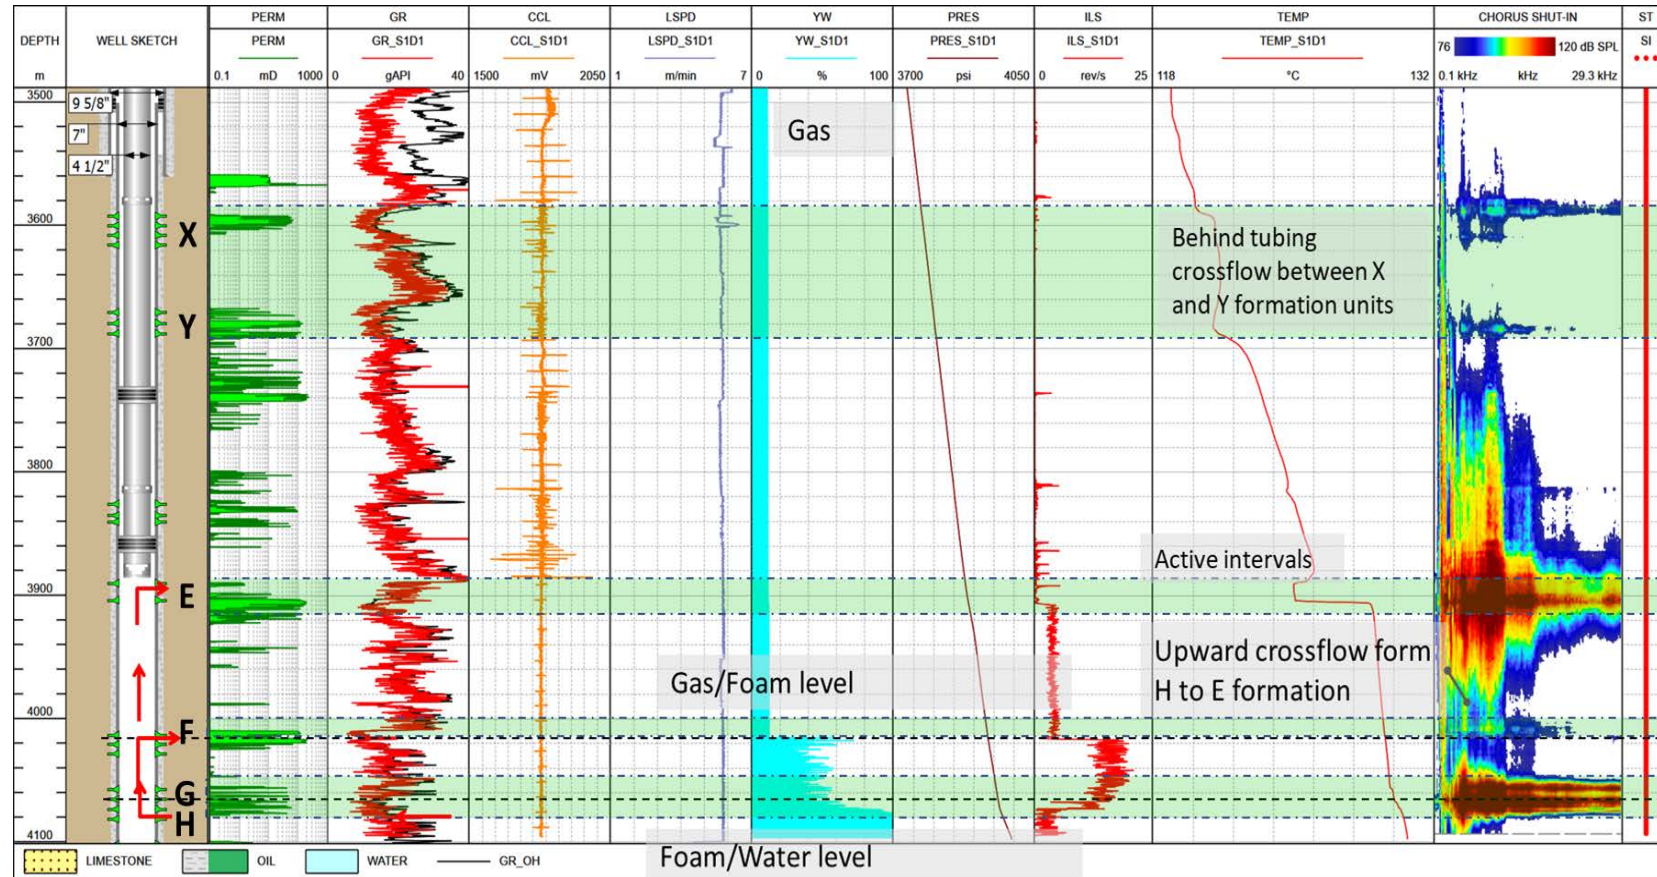 PERM GR CCL LSPD YW PRES ILS TEMP CHORUS SHUT-IN ST
DEPTH WELL SKETCH PERM GR_S1D1 CCL_S1D1 LSPD_S1D1 YW_S1D1 PRES_S1D1 ILS_S1D1 TEMP_S1D1 76 120 dB SPL SI
m 0.1 mD 1000 0 gAPI 40 1500 mV 2050 1 m/min 7 0 % 100 3700 psi 4050 0 rev/s 25 118 °C 132 0.1 kHz kHz 29.3 kHz
3500
9 5/8"
7"
4 1/2"
Gas
3600
X
Behind tubing
crossflow between X
and Y formation units
Y
3700
3800
Active intervals
3900
E
Upward crossflow form
H to E formation
Gas/Foam level
4000
F
G
H
4100
Foam/Water level
LIMESTONE OIL WATER GR_OH